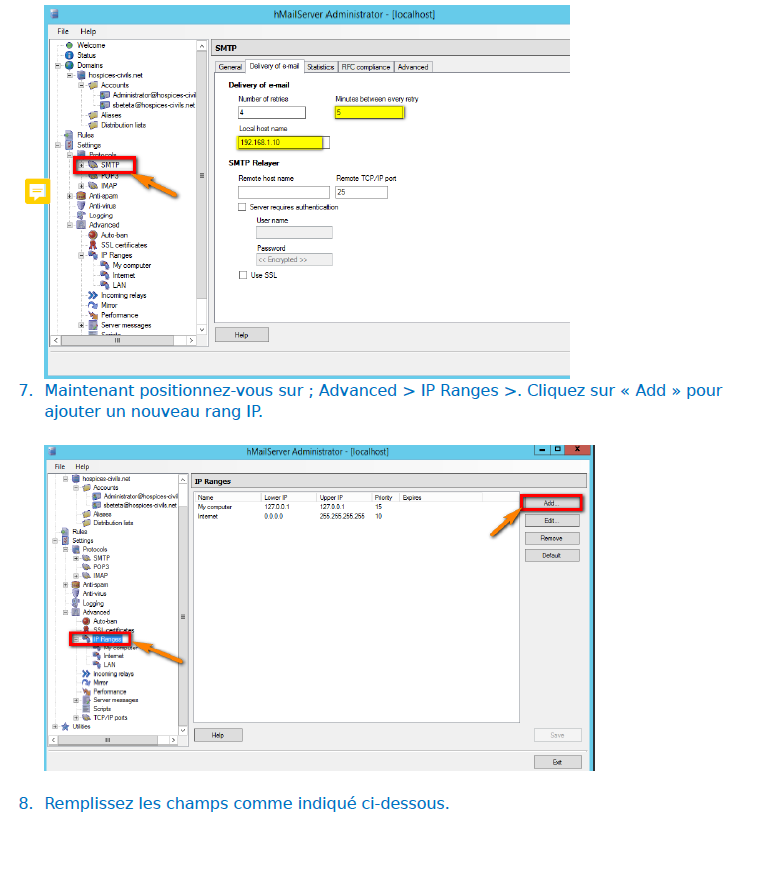 hMailServer Administrator - [localhost]
File Help
Welcome
Status
Domains
hospices-civils.net
Accounts
Administrator@hospices-civil
sbeteta@hospices-civils.net
Aliases
Distribution lists
Rules
Settings
Protocols
SMTP
POP3
IMAP
Anti-spam
Anti-virus
Logging
Advanced
Auto-ban
SSL certificates
IP Ranges
My computer
Internet
LAN
Incoming relays
Mirror
Performance
Server messages
Scripts
SMTP
General Delivery of e-mail Statistics RFC compliance Advanced
Delivery of e-mail
Number of retries Minutes between every retry
4 5
Local host name
192.168.1.10
SMTP Relayer
Remote host name Remote TCP/IP port
25
Server requires authentication
User name
Password
<< Encrypted >>
Use SSL
Help
7. Maintenant positionnez-vous sur ; Advanced > IP Ranges >. Cliquez sur « Add » pour
ajouter un nouveau rang IP.
hMailServer Administrator - [localhost]
File Help
hospices-civils.net
Accounts
Administrator@hospices-civil
sbeteta@hospices-civils.net
Aliases
Distribution lists
Rules
Settings
Protocols
SMTP
POP3
IMAP
Anti-spam
Anti-virus
Logging
Advanced
Auto-ban
SSL certificates
IP Ranges
My computer
Internet
LAN
Incoming relays
Mirror
Performance
Server messages
Scripts
TCP/IP ports
Utilities
IP Ranges
Name Lower IP Upper IP Priority Expires
My computer 127.0.0.1 127.0.0.1 15
Internet 0.0.0.0 255.255.255.255 10
Add...
Edit...
Remove
Default
Help
Save
Exit
8. Remplissez les champs comme indiqué ci-dessous.